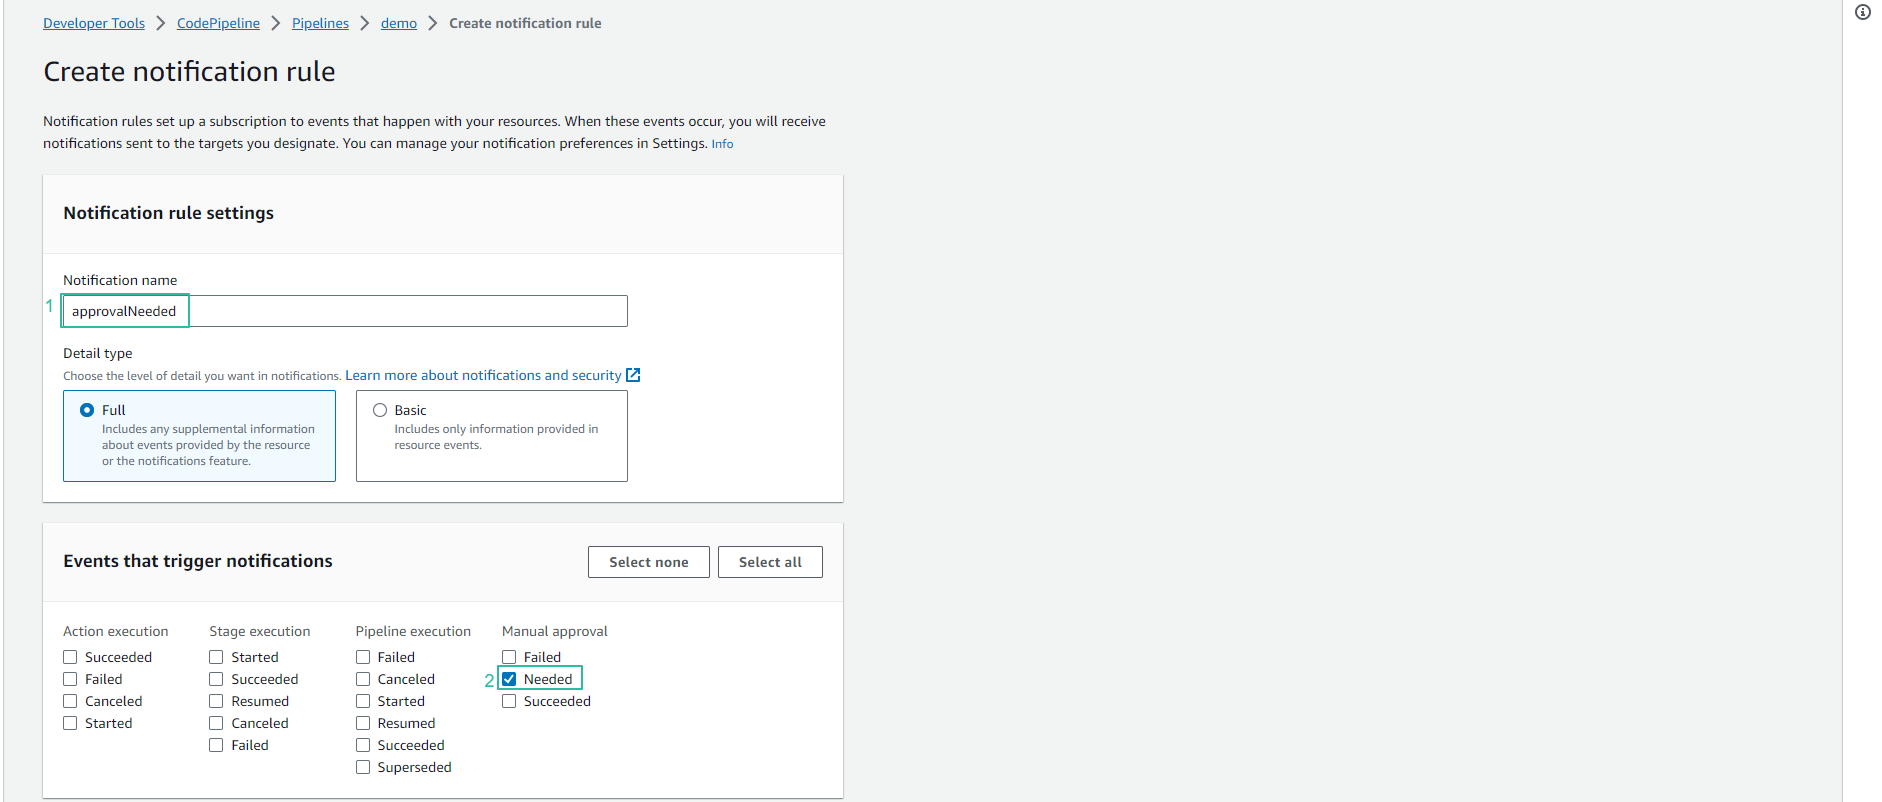 Developer Tools > CodePipeline > Pipelines > demo > Create notification rule
Create notification rule
Notification rules set up a subscription to events that happen with your resources. When these events occur, you will receive
notifications sent to the targets you designate. You can manage your notification preferences in Settings. Info
Notification rule settings
Notification name
1 approvalNeeded
Detail type
Choose the level of detail you want in notifications. Learn more about notifications and security
Full
Includes any supplemental information
about events provided by the resource
or the notifications feature.
Basic
Includes only information provided in
resource events.
Events that trigger notifications
Select none
Select all
Action execution
Succeeded
Failed
Canceled
Started
Stage execution
Started
Succeeded
Resumed
Canceled
Failed
Pipeline execution
Failed
Canceled
Started
Resumed
Succeeded
Superseded
Manual approval
Failed
2 Needed
Succeeded